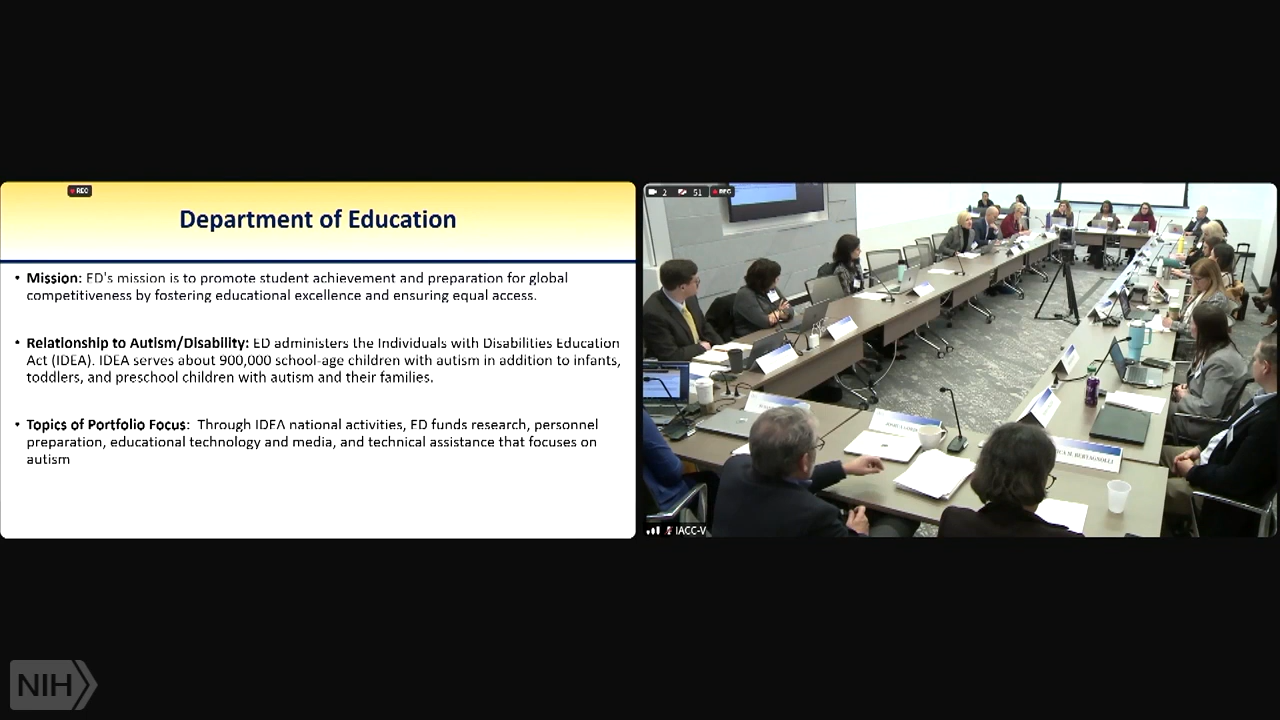 REC
Department of Education
• Mission: ED's mission is to promote student achievement and preparation for global
competitiveness by fostering educational excellence and ensuring equal access.
• Relationship to Autism/Disability: ED administers the Individuals with Disabilities Education
Act (IDEA). IDEA serves about 900,000 school-age children with autism in addition to infants,
toddlers, and preschool children with autism and their families.
• Topics of Portfolio Focus: Through IDEA national activities, ED funds research, personnel
preparation, educational technology and media, and technical assistance that focuses on
autism
2 51 REC
BERTAGNOLLI
IACC-V
NIH